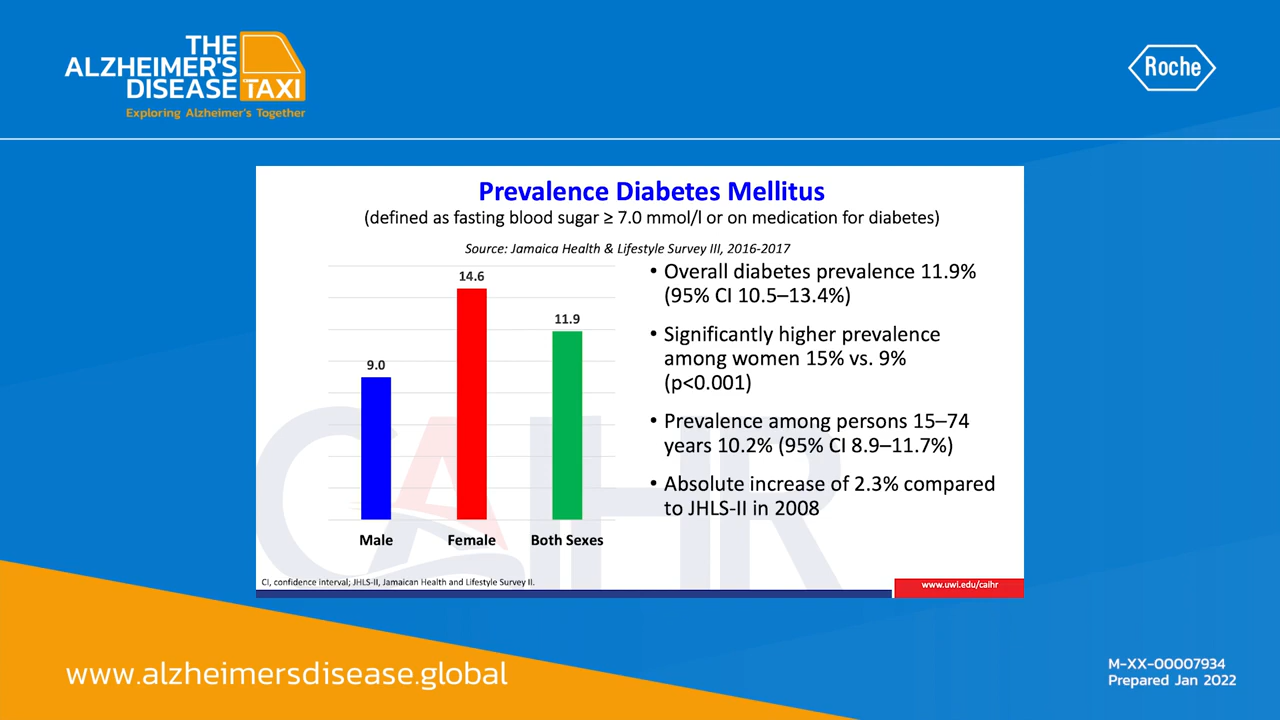 THE
ALZHEIMER'S
DISEASE TAXI
Exploring Alzheimer's Together
Roche
Prevalence Diabetes Mellitus
(defined as fasting blood sugar ≥ 7.0 mmol/l or on medication for diabetes)
Source: Jamaica Health & Lifestyle Survey III, 2016-2017
14.6
11.9
9.0
Male
Female
Both Sexes
• Overall diabetes prevalence 11.9%
(95% CI 10.5–13.4%)
• Significantly higher prevalence
among women 15% vs. 9%
(p<0.001)
• Prevalence among persons 15–74
years 10.2% (95% CI 8.9–11.7%)
• Absolute increase of 2.3% compared
to JHLS-II in 2008
CAIHR
CI, confidence interval; JHLS-II, Jamaican Health and Lifestyle Survey II.
www.uwi.edu/caihr
www.alzheimersdisease.global
M-XX-00007934
Prepared Jan 2022